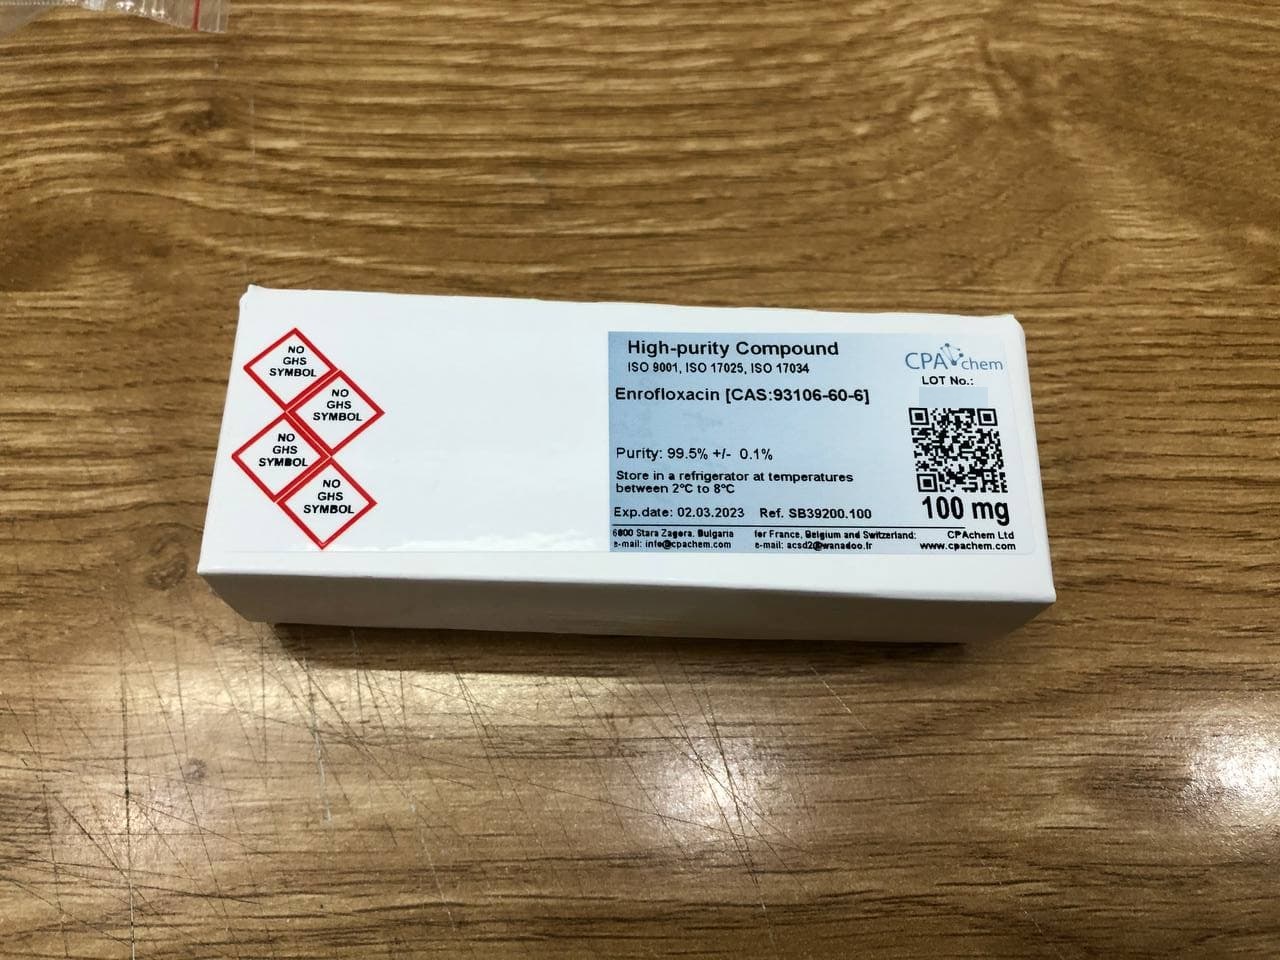 NO
GHS
SYMBOL
NO
GHS
SYMBOL
NO
GHS
SYMBOL
NO
GHS
SYMBOL
High-purity Compound
ISO 9001, ISO 17025, ISO 17034
Enrofloxacin [CAS:93106-60-6]
Purity: 99.5% +/- 0.1%
Store in a refrigerator at temperatures
between 2°C to 8°C
Exp.date: 02.03.2023 Ref. SB39200.100
CPAchem
LOT No.:
100 mg
6000 Stara Zagora, Bulgaria
e-mail: info@cpachem.com
for France, Belgium and Switzerland:
e-mail: acsd2@wanadoo.fr
CPAchem Ltd
www.cpachem.com